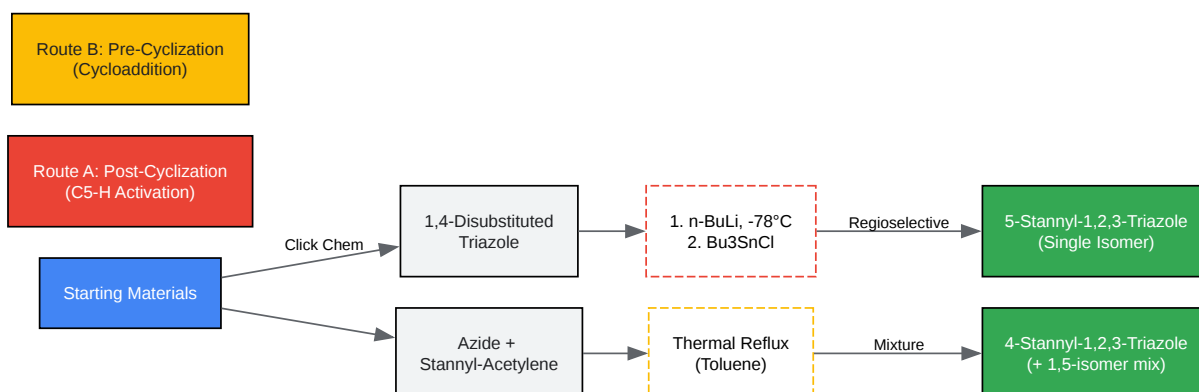 Route B: Pre-Cyclization
(Cycloaddition)
Route A: Post-Cyclization
(C5-H Activation)
Starting Materials
Click Chem
1,4-Disubstituted
Triazole
1. n-BuLi, -78°C
2. Bu3SnCl
Regioselective
5-Stannyl-1,2,3-Triazole
(Single Isomer)
Azide +
Stannyl-Acetylene
Thermal Reflux
(Toluene)
Mixture
4-Stannyl-1,2,3-Triazole
(+ 1,5-isomer mix)